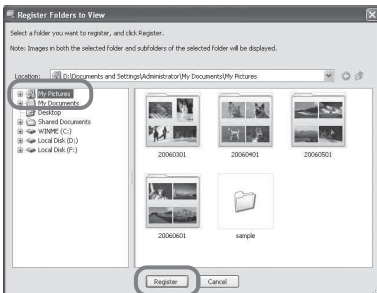 Register Folders to View
Select a folder you want to register, and click Register.
Note: Images in both the selected folder and subfolders of the selected folder will be displayed.
Location: D:\Documents and Settings\Administrator\My Documents\My Pictures
My Pictures
My Documents
Desktop
Shared Documents
WINME (C:)
Local Disk (D:)
Local Disk (F:)
20060301 20060401 20060501
20060601 sample
Register Cancel